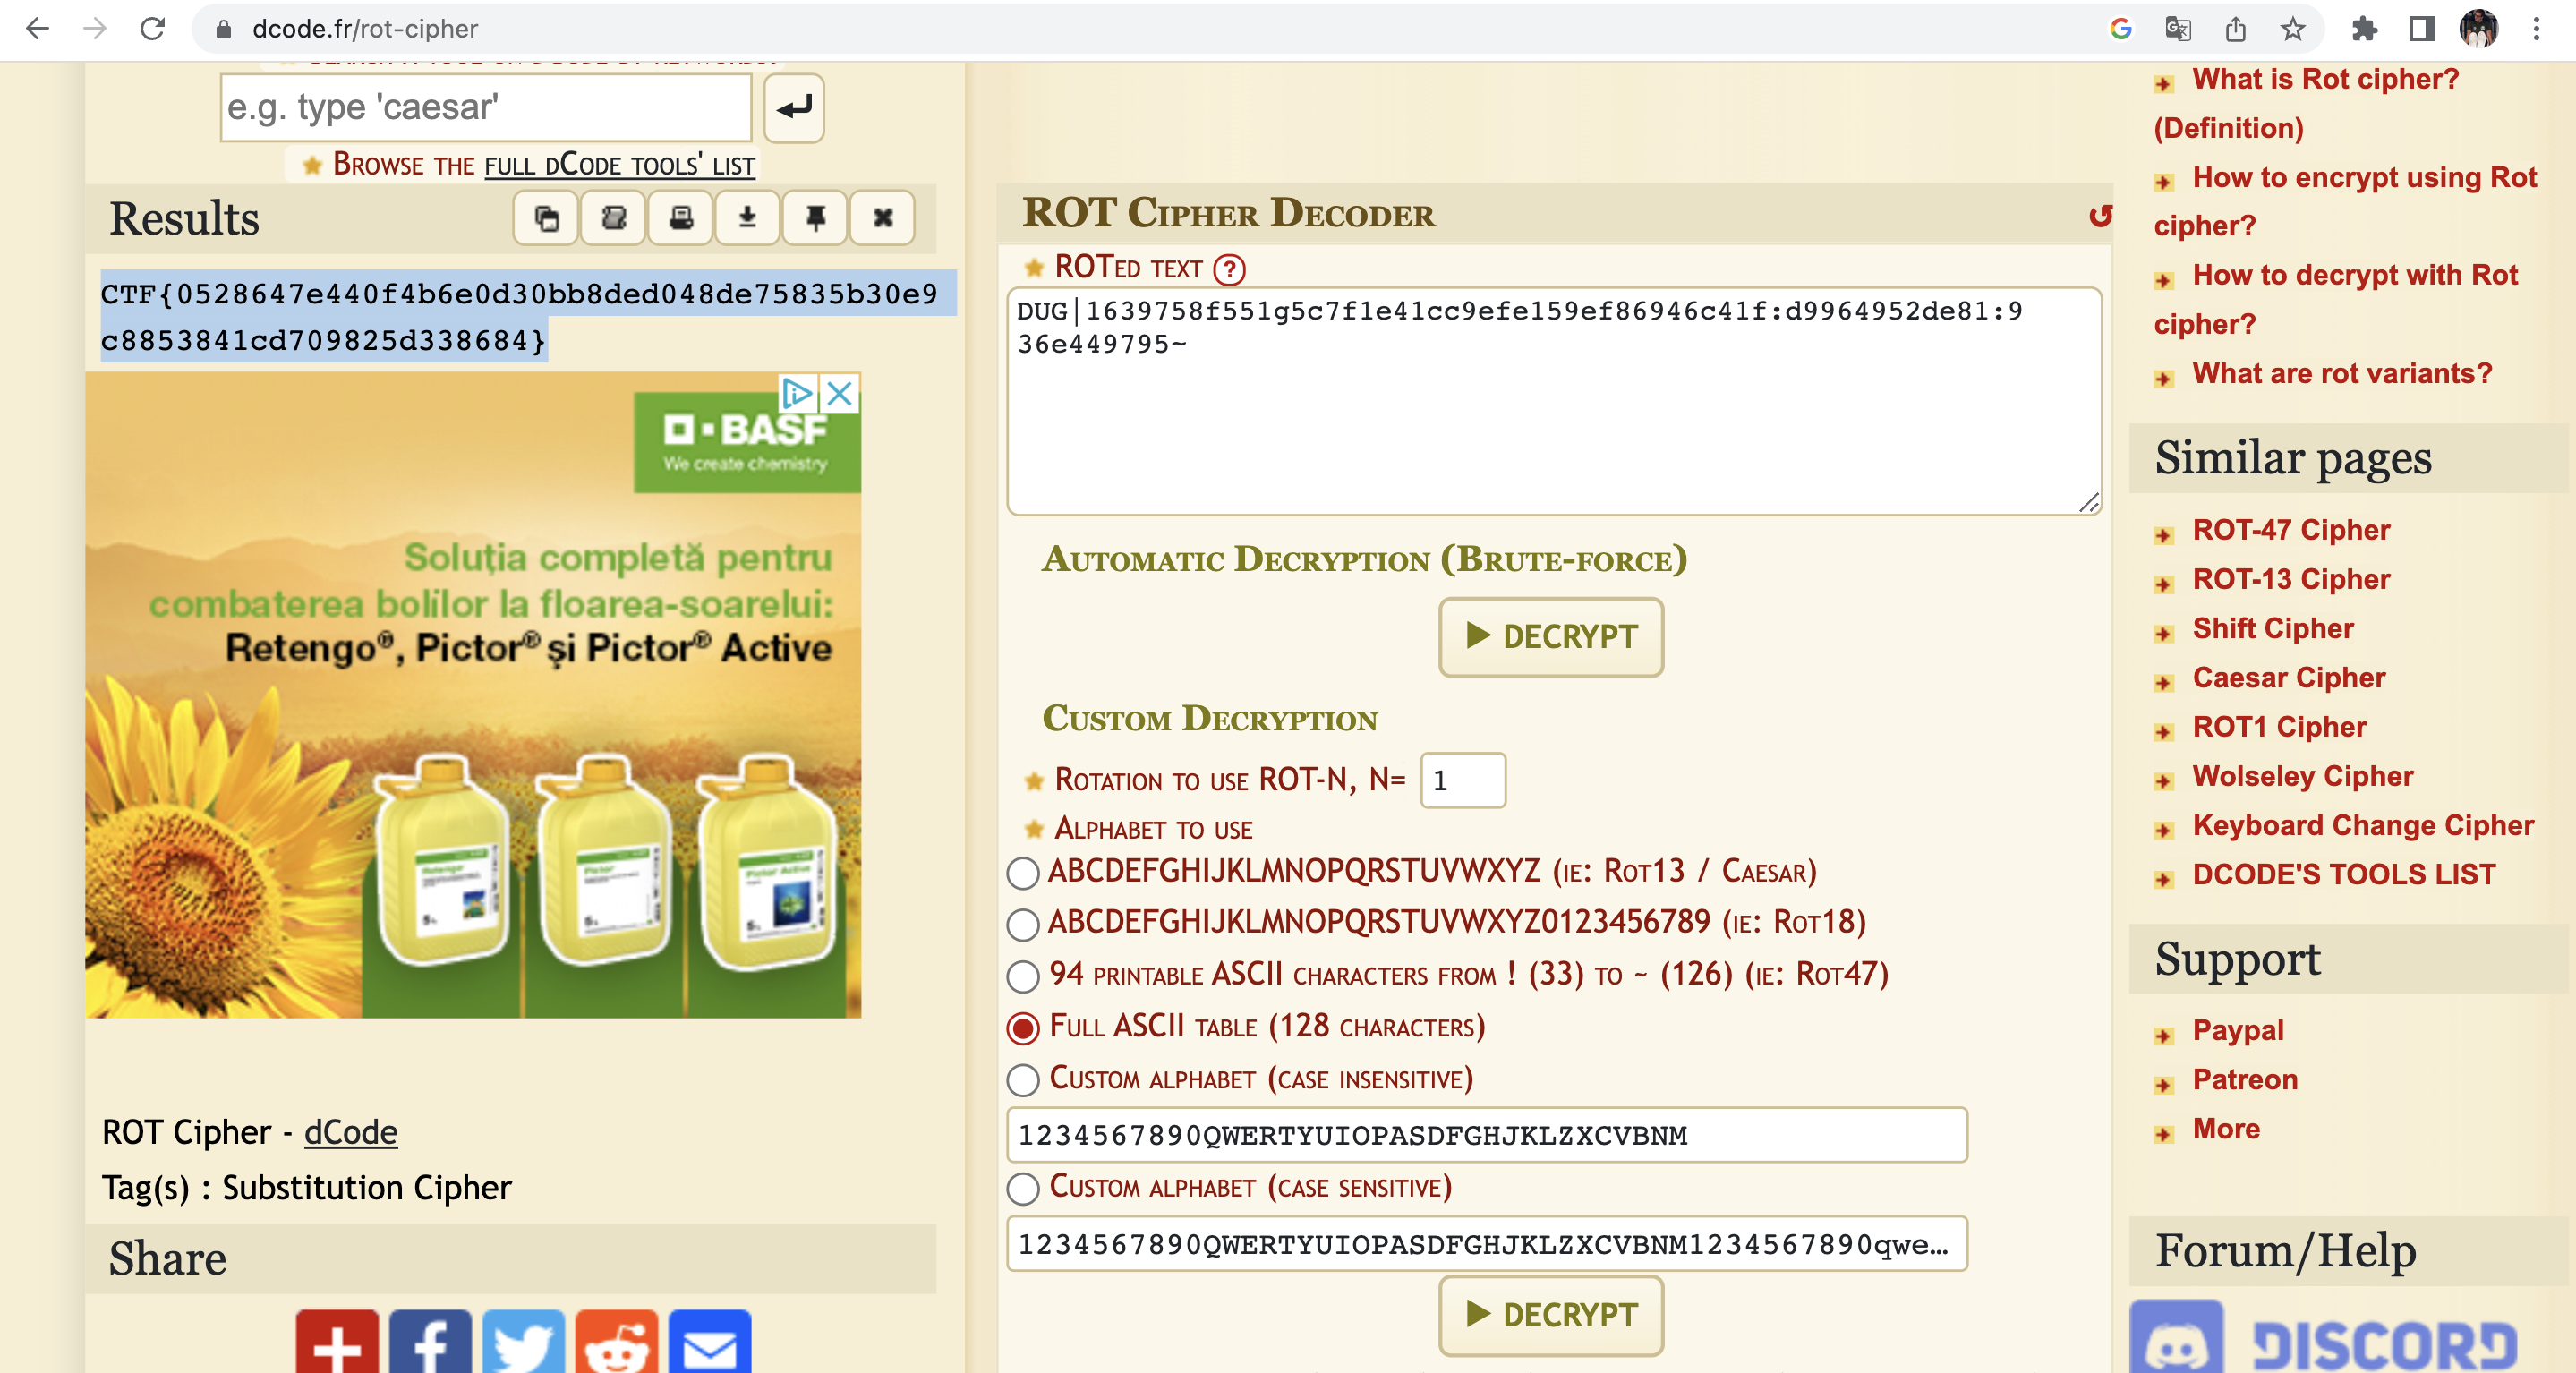 dcode.fr/rot-cipher
e.g. type 'caesar'
BROWSE THE FULL DCODE TOOLS' LIST
Results
CTF{0528647e440f4b6e0d30bb8ded048de75835b30e9
c8853841cd709825d338684}
BASF
We create chemistry
Soluția completă pentru
combaterea bolilor la floarea-soarelui:
Retengo®, Pictor® și Pictor® Active
ROT Cipher - dCode
Tag(s) : Substitution Cipher
Share
ROT CIPHER DECODER
ROTED TEXT ?
DUG|1639758f551g5c7f1e41cc9efe159ef86946c41f:d9964952de81:9
36e449795~
AUTOMATIC DECRYPTION (BRUTE-FORCE)
DECRYPT
CUSTOM DECRYPTION
ROTATION TO USE ROT-N, N= 1
ALPHABET TO USE
ABCDEFGHIJKLMNOPQRSTUVWXYZ (IE: ROT13 / CAESAR)
ABCDEFGHIJKLMNOPQRSTUVWXYZ0123456789 (IE: ROT18)
94 PRINTABLE ASCII CHARACTERS FROM ! (33) TO ~ (126) (IE: ROT47)
FULL ASCII TABLE (128 CHARACTERS)
CUSTOM ALPHABET (CASE INSENSITIVE)
1234567890QWERTYUIOPASDFGHJKLZXCVBNM
CUSTOM ALPHABET (CASE SENSITIVE)
1234567890QWERTYUIOPASDFGHJKLZXCVBNM1234567890qwe...
DECRYPT
What is Rot cipher?
(Definition)
How to encrypt using Rot
cipher?
How to decrypt with Rot
cipher?
What are rot variants?
Similar pages
ROT-47 Cipher
ROT-13 Cipher
Shift Cipher
Caesar Cipher
ROT1 Cipher
Wolseley Cipher
Keyboard Change Cipher
DCODE'S TOOLS LIST
Support
Paypal
Patreon
More
Forum/Help
DISCORD